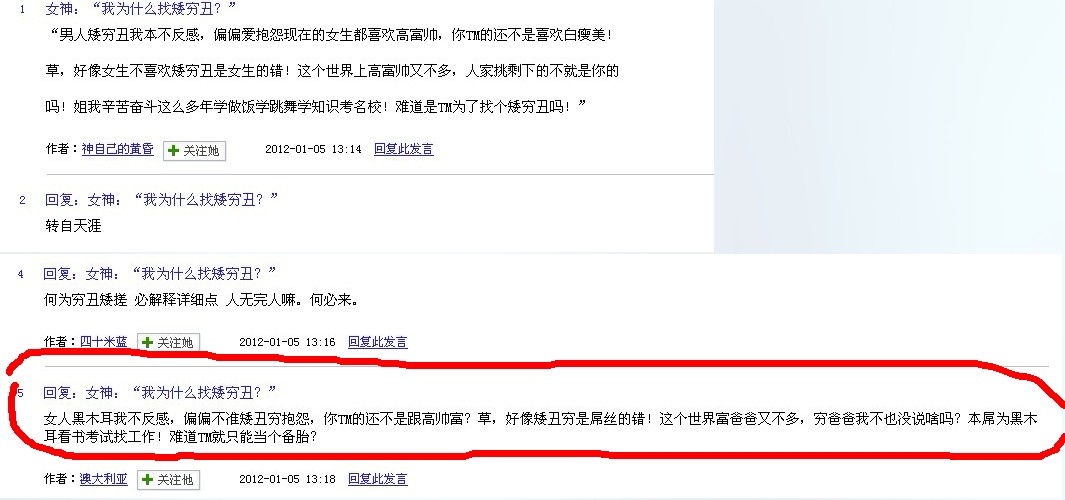 1 女神：“我为什么找矮穷丑？”
“男人矮穷丑我本不反感，偏偏爱抱怨现在的女生都喜欢高富帅，你TM的还不是喜欢白瘦美！
草，好像女生不喜欢矮穷丑是女生的错！这个世界上高富帅又不多，人家挑剩下的不就是你的
吗！姐我辛苦奋斗这么多年学做饭学跳舞学知识考名校！难道是TM为了找个矮穷丑吗！”
作者：神自己的黄昏 关注她 2012-01-05 13:14 回复此发言
2 回复：女神：“我为什么找矮穷丑？”
转自天涯
4 回复：女神：“我为什么找矮穷丑？”
何为穷丑矮搓 必解释详细点 人无完人嘛。何必来。
作者：四十米蓝 关注她 2012-01-05 13:16 回复此发言
5 回复：女神：“我为什么找矮穷丑？”
女人黑木耳我不反感，偏偏不准矮丑穷抱怨，你TM的还不是跟高帅富？草，好像矮丑穷是屌丝的错！这个世界富爸爸又不多，穷爸爸我不也没说啥吗？本屌为黑木
耳看书考试找工作！难道TM就只能当个备胎？
作者：澳大利亚 关注他 2012-01-05 13:18 回复此发言